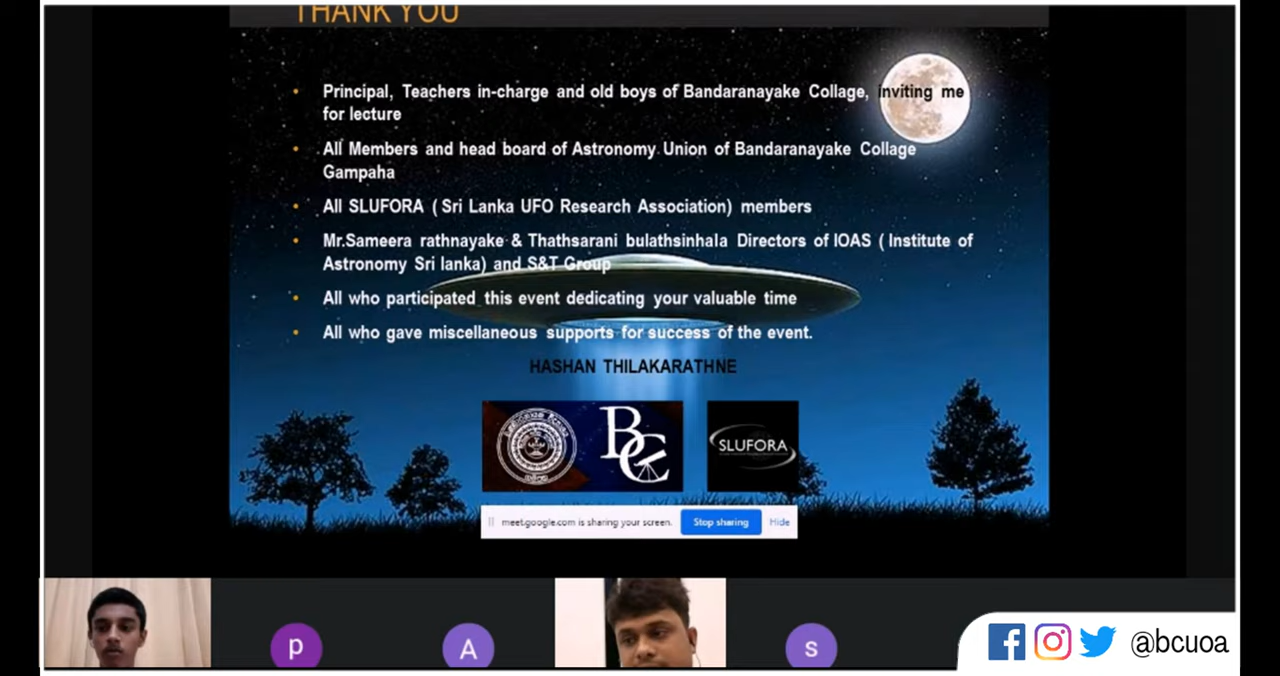 THANK YOU
Principal, Teachers in-charge and old boys of Bandaranayake Collage, inviting me
for lecture
All Members and head board of Astronomy Union of Bandaranayake Collage
Gampaha
All SLUFORA ( Sri Lanka UFO Research Association) members
Mr.Sameera rathnayake & Thathsarani bulathsinhala Directors of IOAS ( Institute of
Astronomy Sri lanka) and S&T Group
All who participated this event dedicating your valuable time
All who gave miscellaneous supports for success of the event.
HASHAN THILAKARATHNE
BC
SLUFORA
meet.google.com is sharing your screen.
Stop sharing
Hide
p
A
s
@bcuoa